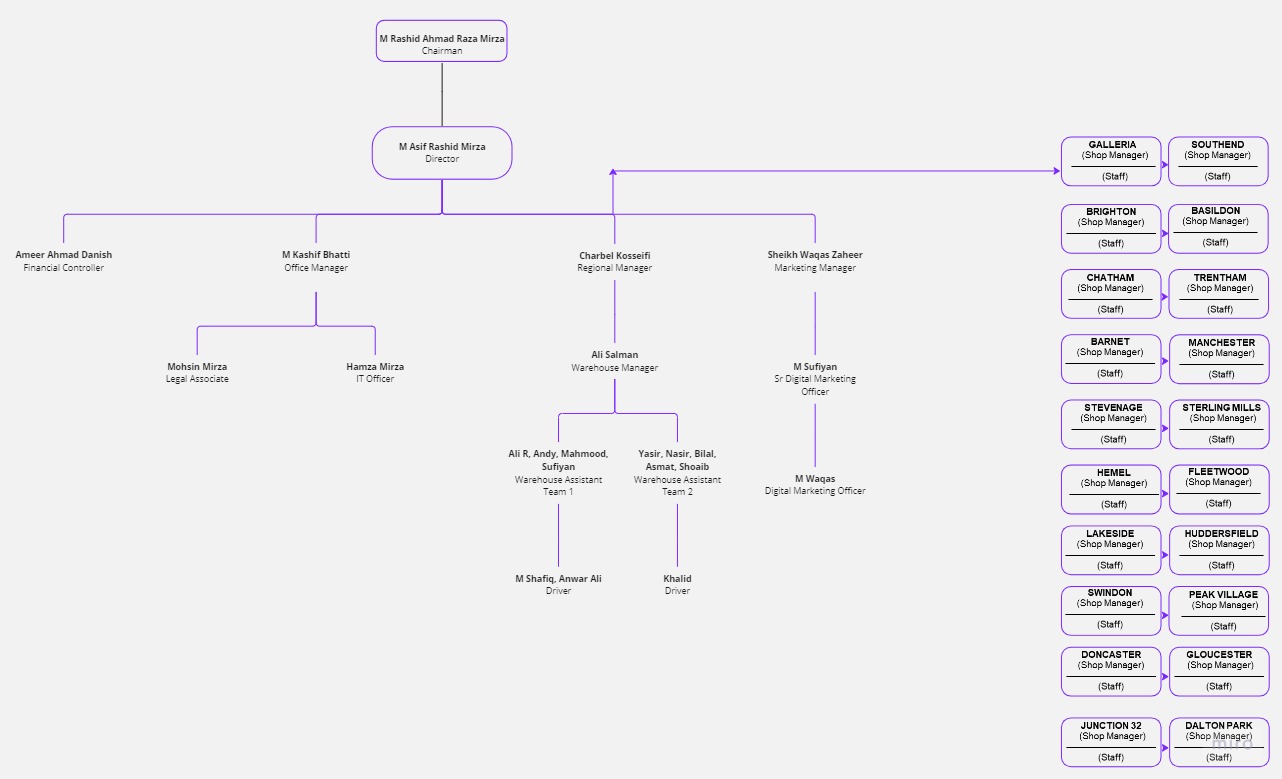 M Rashid Ahmad Raza Mirza
Chairman
M Asif Rashid Mirza
Director
Ameer Ahmad Danish
Financial Controller
M Kashif Bhatti
Office Manager
Charbel Kosseifi
Regional Manager
Sheikh Waqas Zaheer
Marketing Manager
Mohsin Mirza
Legal Associate
Hamza Mirza
IT Officer
Ali Salman
Warehouse Manager
M Sufiyan
Sr Digital Marketing
Officer
Ali R, Andy, Mahmood,
Sufiyan
Warehouse Assistant
Team 1
Yasir, Nasir, Bilal,
Asmat, Shoaib
Warehouse Assistant
Team 2
M Waqas
Digital Marketing Officer
M Shafiq, Anwar Ali
Driver
Khalid
Driver
GALLERIA
(Shop Manager)
(Staff)
SOUTHEND
(Shop Manager)
(Staff)
BRIGHTON
(Shop Manager)
(Staff)
BASILDON
(Shop Manager)
(Staff)
CHATHAM
(Shop Manager)
(Staff)
TRENTHAM
(Shop Manager)
(Staff)
BARNET
(Shop Manager)
(Staff)
MANCHESTER
(Shop Manager)
(Staff)
STEVENAGE
(Shop Manager)
(Staff)
STERLING MILLS
(Shop Manager)
(Staff)
HEMEL
(Shop Manager)
(Staff)
FLEETWOOD
(Shop Manager)
(Staff)
LAKESIDE
(Shop Manager)
(Staff)
HUDDERSFIELD
(Shop Manager)
(Staff)
SWINDON
(Shop Manager)
(Staff)
PEAK VILLAGE
(Shop Manager)
(Staff)
DONCASTER
(Shop Manager)
(Staff)
GLOUCESTER
(Shop Manager)
(Staff)
JUNCTION 32
(Shop Manager)
(Staff)
DALTON PARK
(Shop Manager)
(Staff)
miro